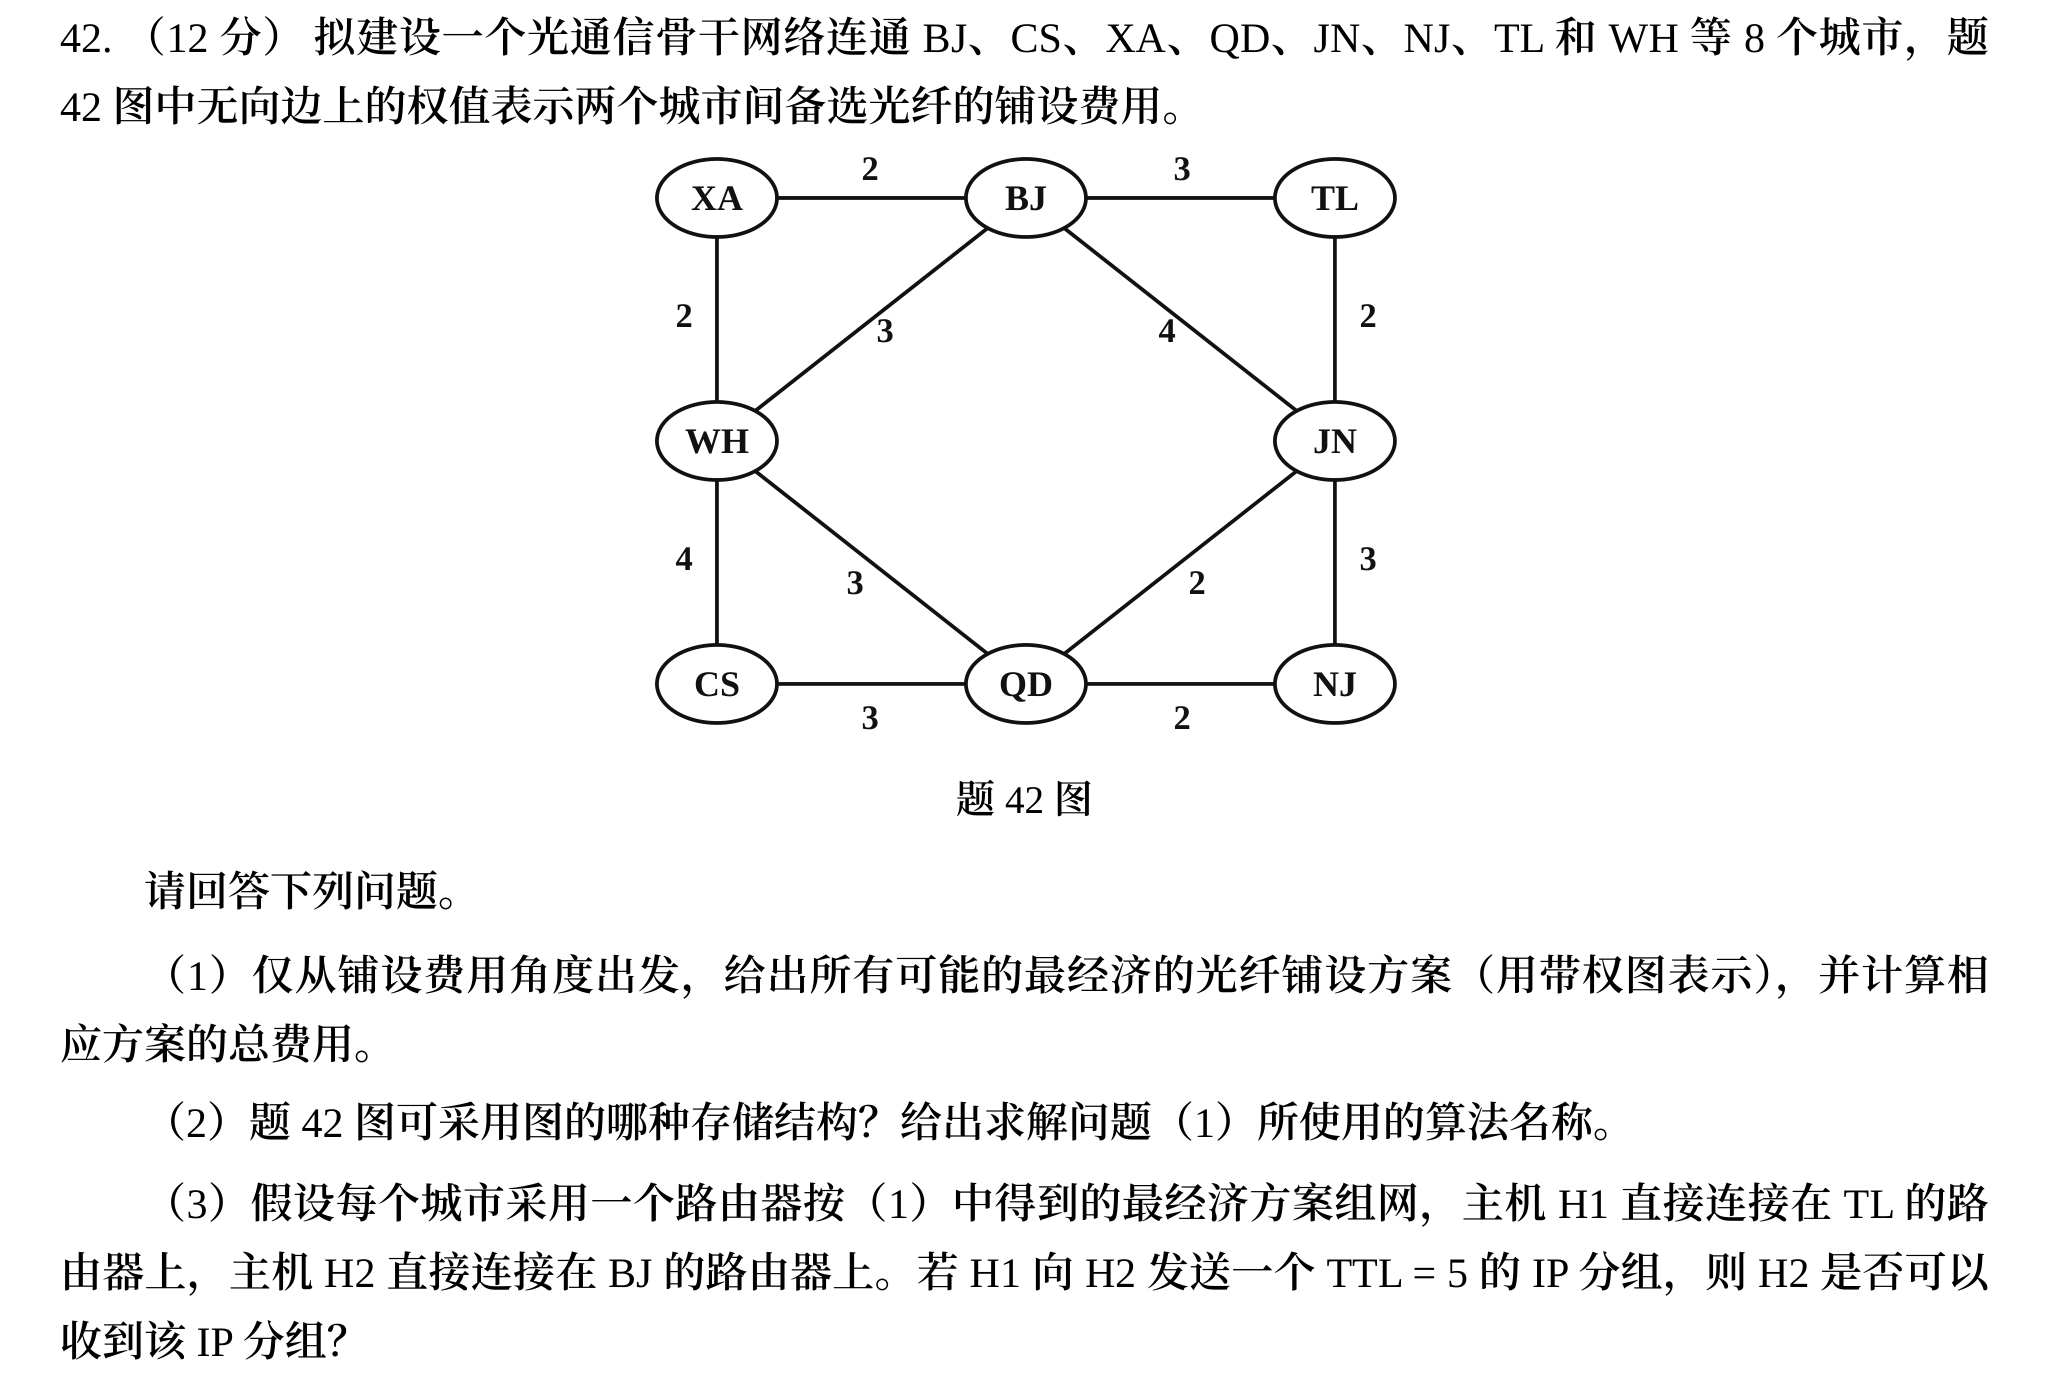 42. （12 分） 拟建设一个光通信骨干网络连通 BJ、CS、XA、QD、JN、NJ、TL 和 WH 等 8 个城市，题
42 图中无向边上的权值表示两个城市间备选光纤的铺设费用。
XA 2 BJ 3 TL
2 3 4 2
WH JN
4 3 2 3
CS QD NJ
3 2
题 42 图
请回答下列问题。
（1）仅从铺设费用角度出发，给出所有可能的最经济的光纤铺设方案（用带权图表示），并计算相
应方案的总费用。
（2）题 42 图可采用图的哪种存储结构？给出求解问题（1）所使用的算法名称。
（3）假设每个城市采用一个路由器按（1）中得到的最经济方案组网，主机 H1 直接连接在 TL 的路
由器上，主机 H2 直接连接在 BJ 的路由器上。若 H1 向 H2 发送一个 TTL = 5 的 IP 分组，则 H2 是否可以
收到该 IP 分组？